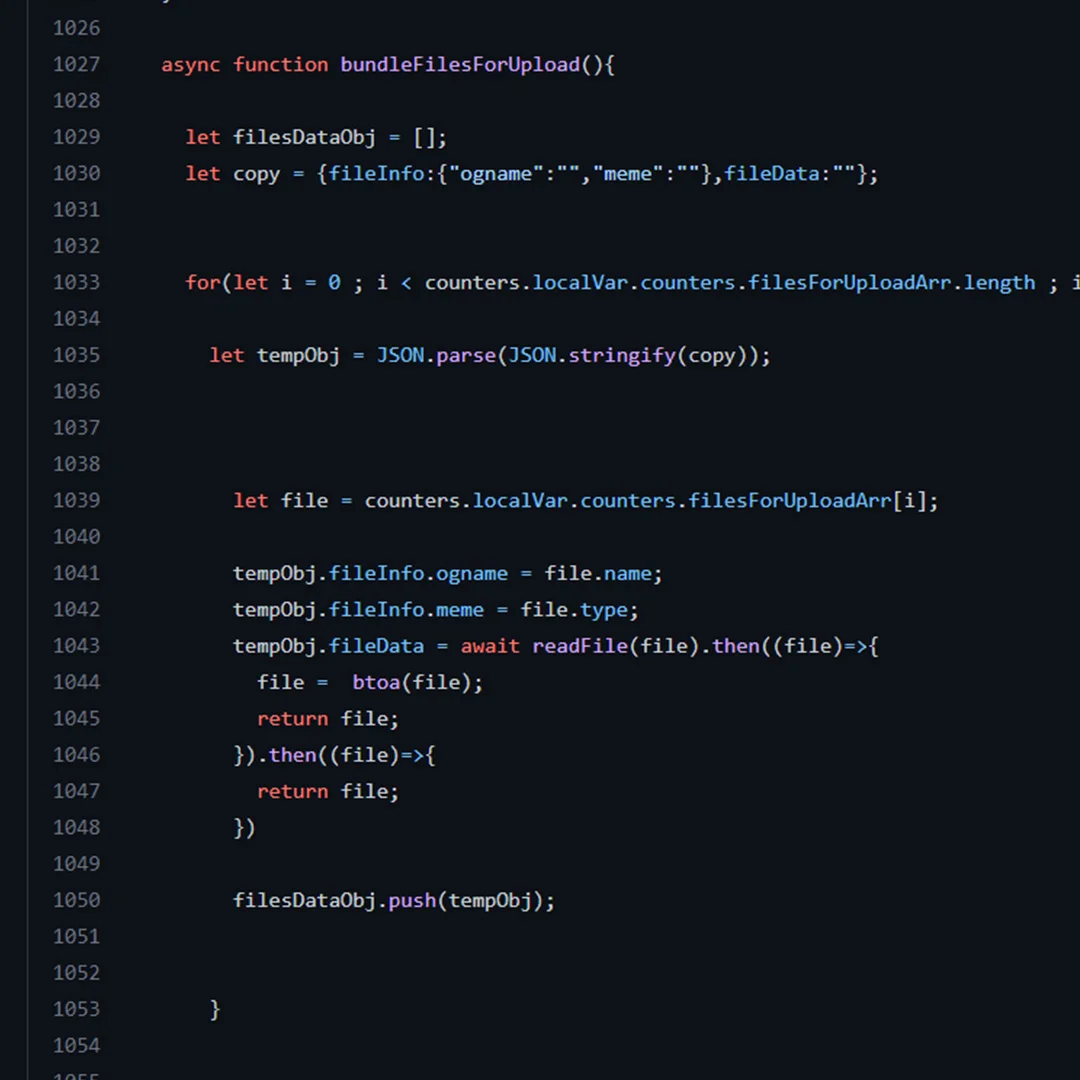 1026
1027 async function bundleFilesForUpload(){
1028
1029 let filesDataObj = [];
1030 let copy = {fileInfo:{"ogname":"","meme":""},fileData:""};
1031
1032
1033 for(let i = 0 ; i < counters.localVar.counters.filesForUploadArr.length ; i
1034
1035 let tempObj = JSON.parse(JSON.stringify(copy));
1036
1037
1038
1039 let file = counters.localVar.counters.filesForUploadArr[i];
1040
1041 tempObj.fileInfo.ogname = file.name;
1042 tempObj.fileInfo.meme = file.type;
1043 tempObj.fileData = await readFile(file).then((file)=>{
1044 file =  btoa(file);
1045 return file;
1046 }).then((file)=>{
1047 return file;
1048 })
1049
1050 filesDataObj.push(tempObj);
1051
1052
1053 }
1054